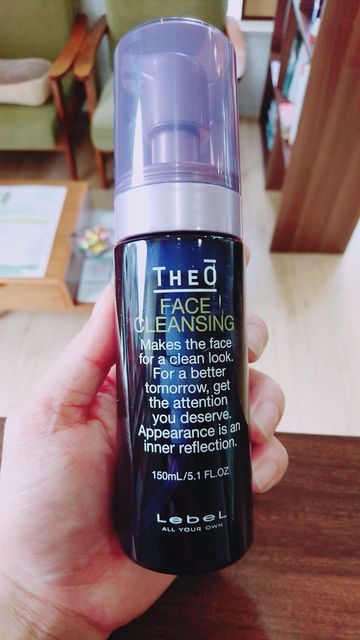 THEO
FACE
CLEANSING
Makes the face
for a clean look.
For a better
tomorrow, get
the attention
you deserve.
Appearance is an
inner reflection.
150mL/5.1 FL.OZ
LebeL
ALL YOUR OWN